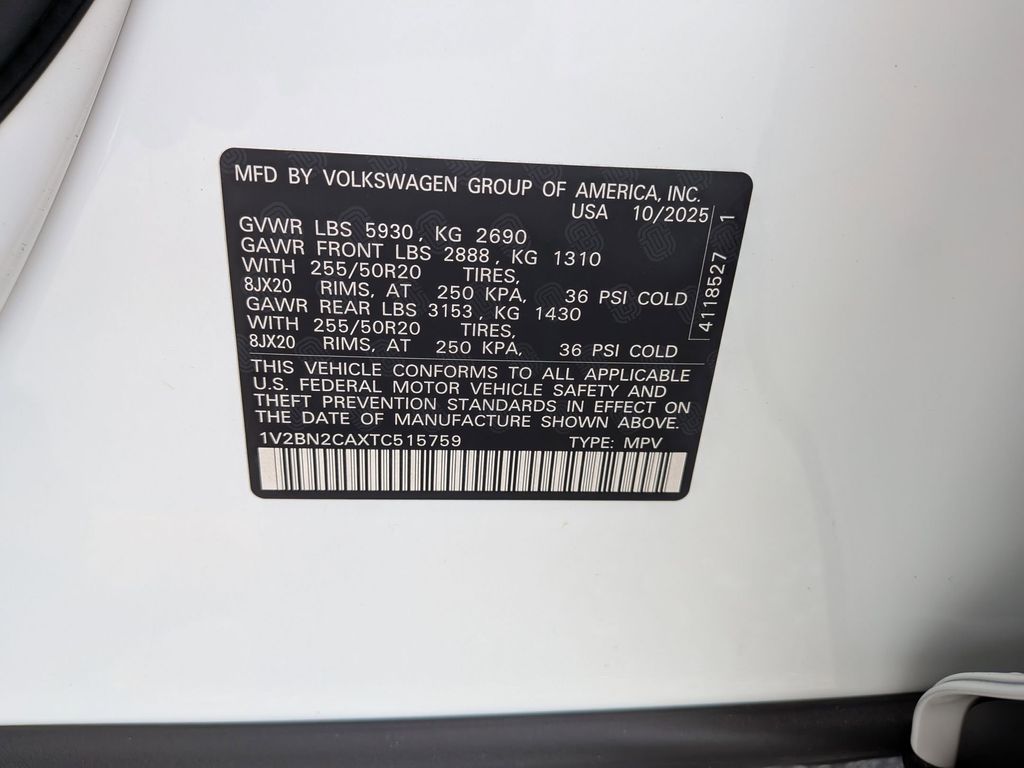 MFD BY VOLKSWAGEN GROUP OF AMERICA, INC.
USA 10/2025
GVWR LBS 5930, KG 2690
GAWR FRONT LBS 2888, KG 1310
WITH 255/50R20 TIRES,
8JX20 RIMS, AT 250 KPA, 36 PSI COLD
GAWR REAR LBS 3153, KG 1430
WITH 255/50R20 TIRES,
8JX20 RIMS, AT 250 KPA, 36 PSI COLD
4118527 1
THIS VEHICLE CONFORMS TO ALL APPLICABLE
U.S. FEDERAL MOTOR VEHICLE SAFETY AND
THEFT PREVENTION STANDARDS IN EFFECT ON
THE DATE OF MANUFACTURE SHOWN ABOVE.
1V2BN2CAXTC515759 TYPE: MPV